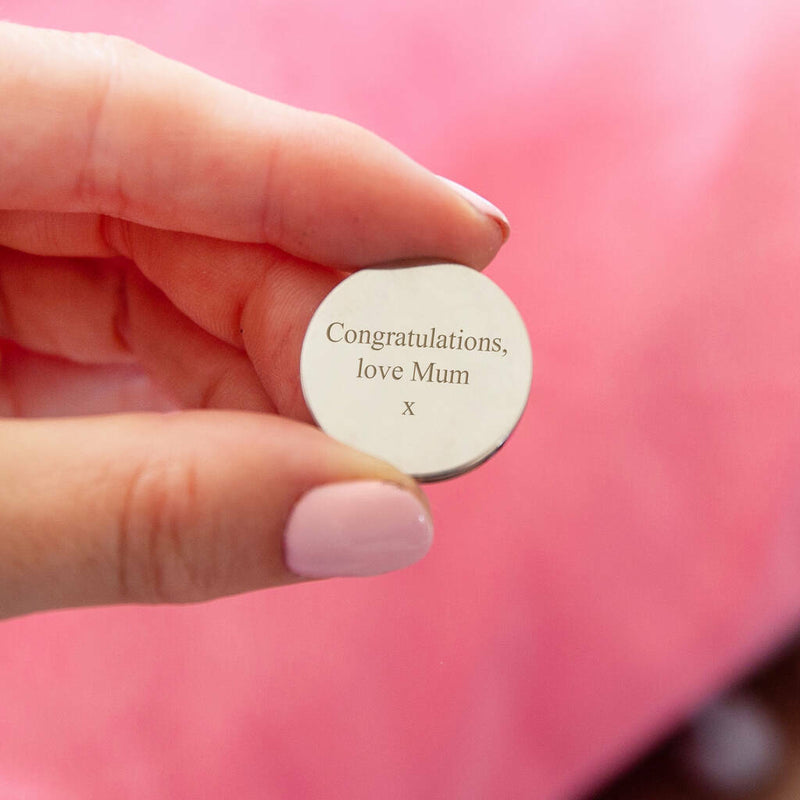 Congratulations,
love Mum
x